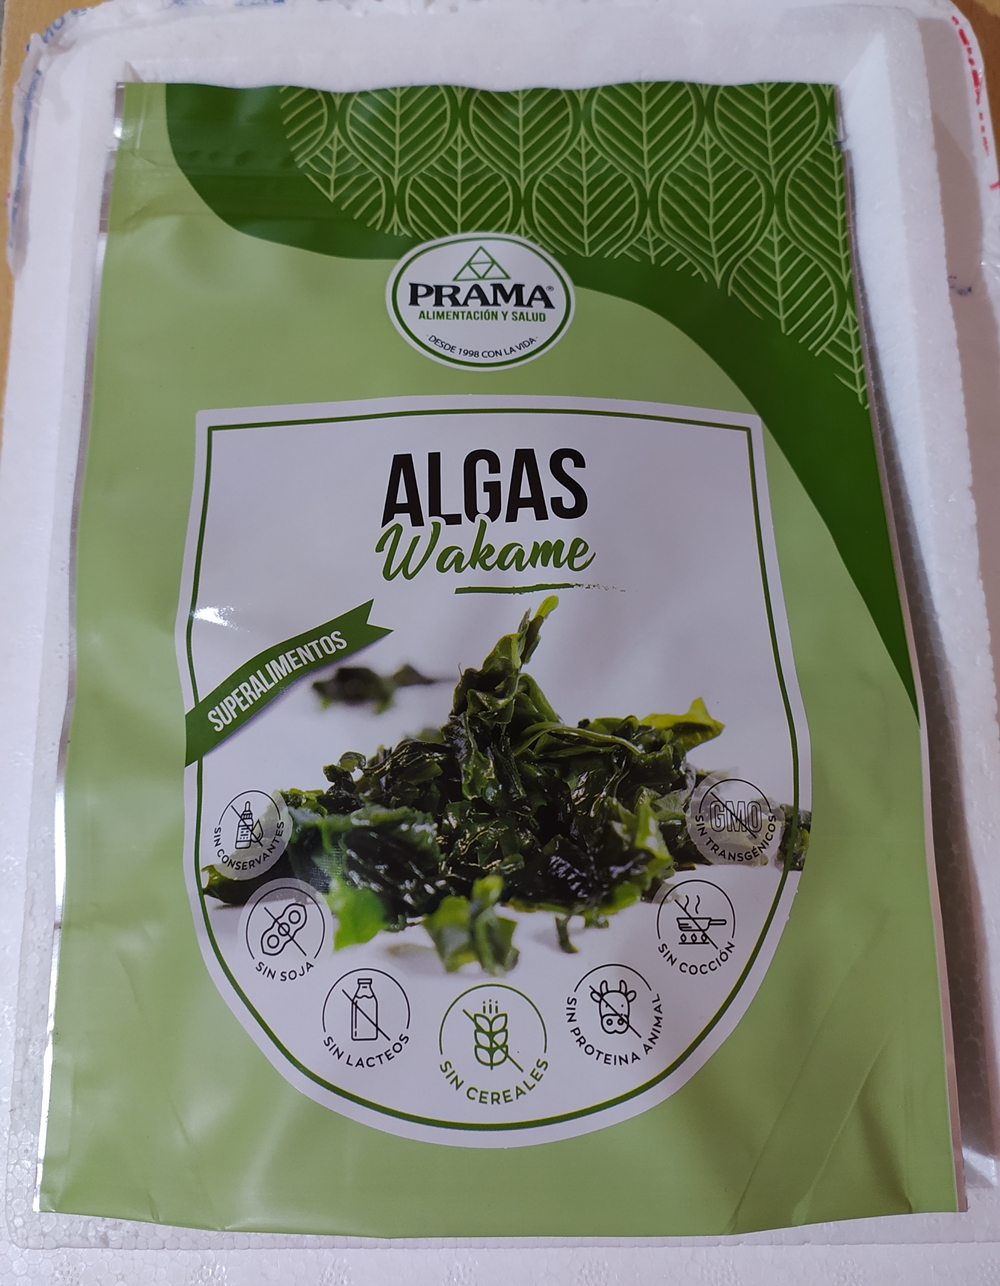 PRAMA®
ALIMENTACIÓN Y SALUD
· DESDE 1998 CON LA VIDA ·
ALGAS
Wakame
SUPERALIMENTOS
SIN CONSERVANTES
GMO
SIN TRANSGÉNICOS
SIN SOJA
SIN COCCIÓN
SIN LACTEOS
SIN PROTEINA ANIMAL
SIN CEREALES